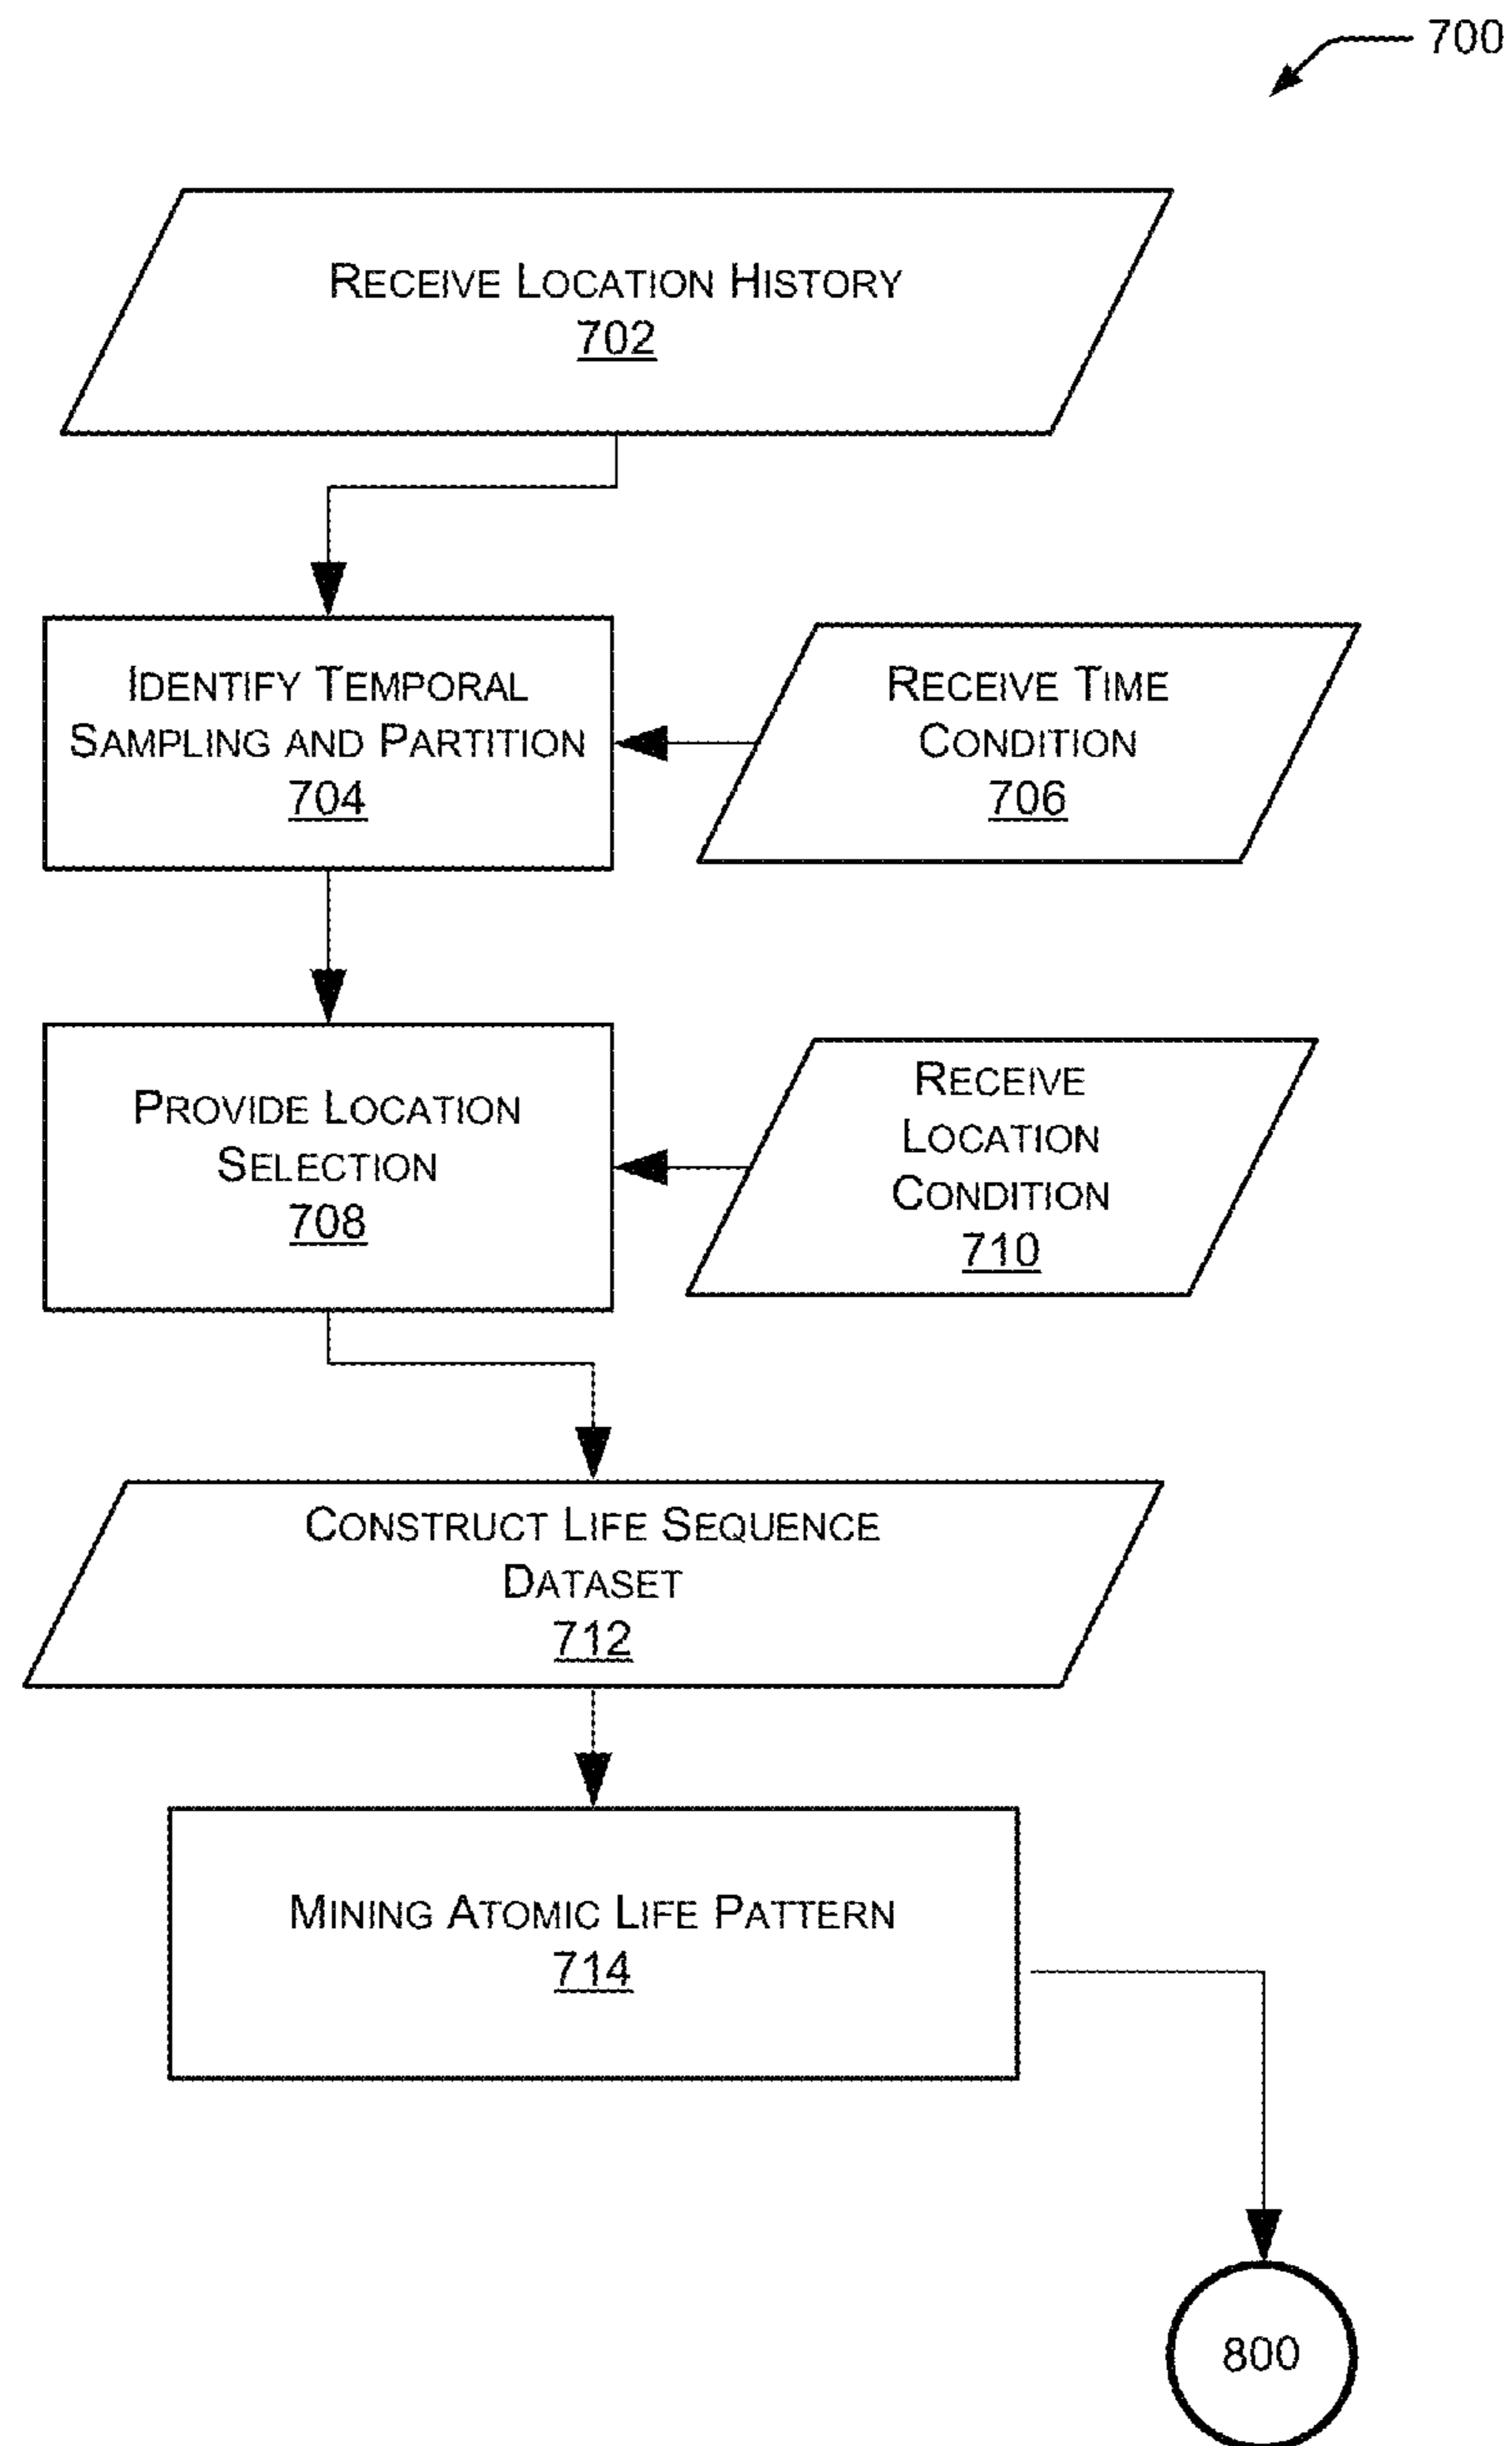 700
RECEIVE LOCATION HISTORY
702
IDENTIFY TEMPORAL
SAMPLING AND PARTITION
704
RECEIVE TIME
CONDITION
706
PROVIDE LOCATION
SELECTION
708
RECEIVE
LOCATION
CONDITION
710
CONSTRUCT LIFE SEQUENCE
DATASET
712
MINING ATOMIC LIFE PATTERN
714
800